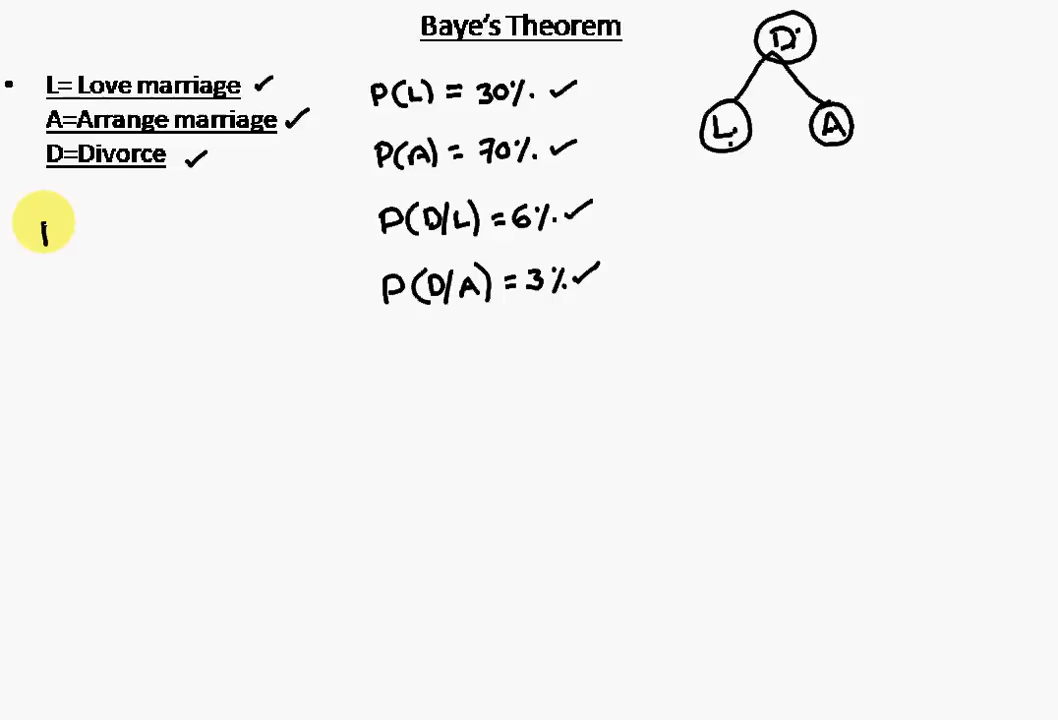 Baye's Theorem
• L= Love marriage ✓
A=Arrange marriage ✓
D=Divorce ✓
P(L) = 30%. ✓
P(A) = 70%. ✓
P(D/L) = 6%. ✓
P(D/A) = 3% ✓
D
L A